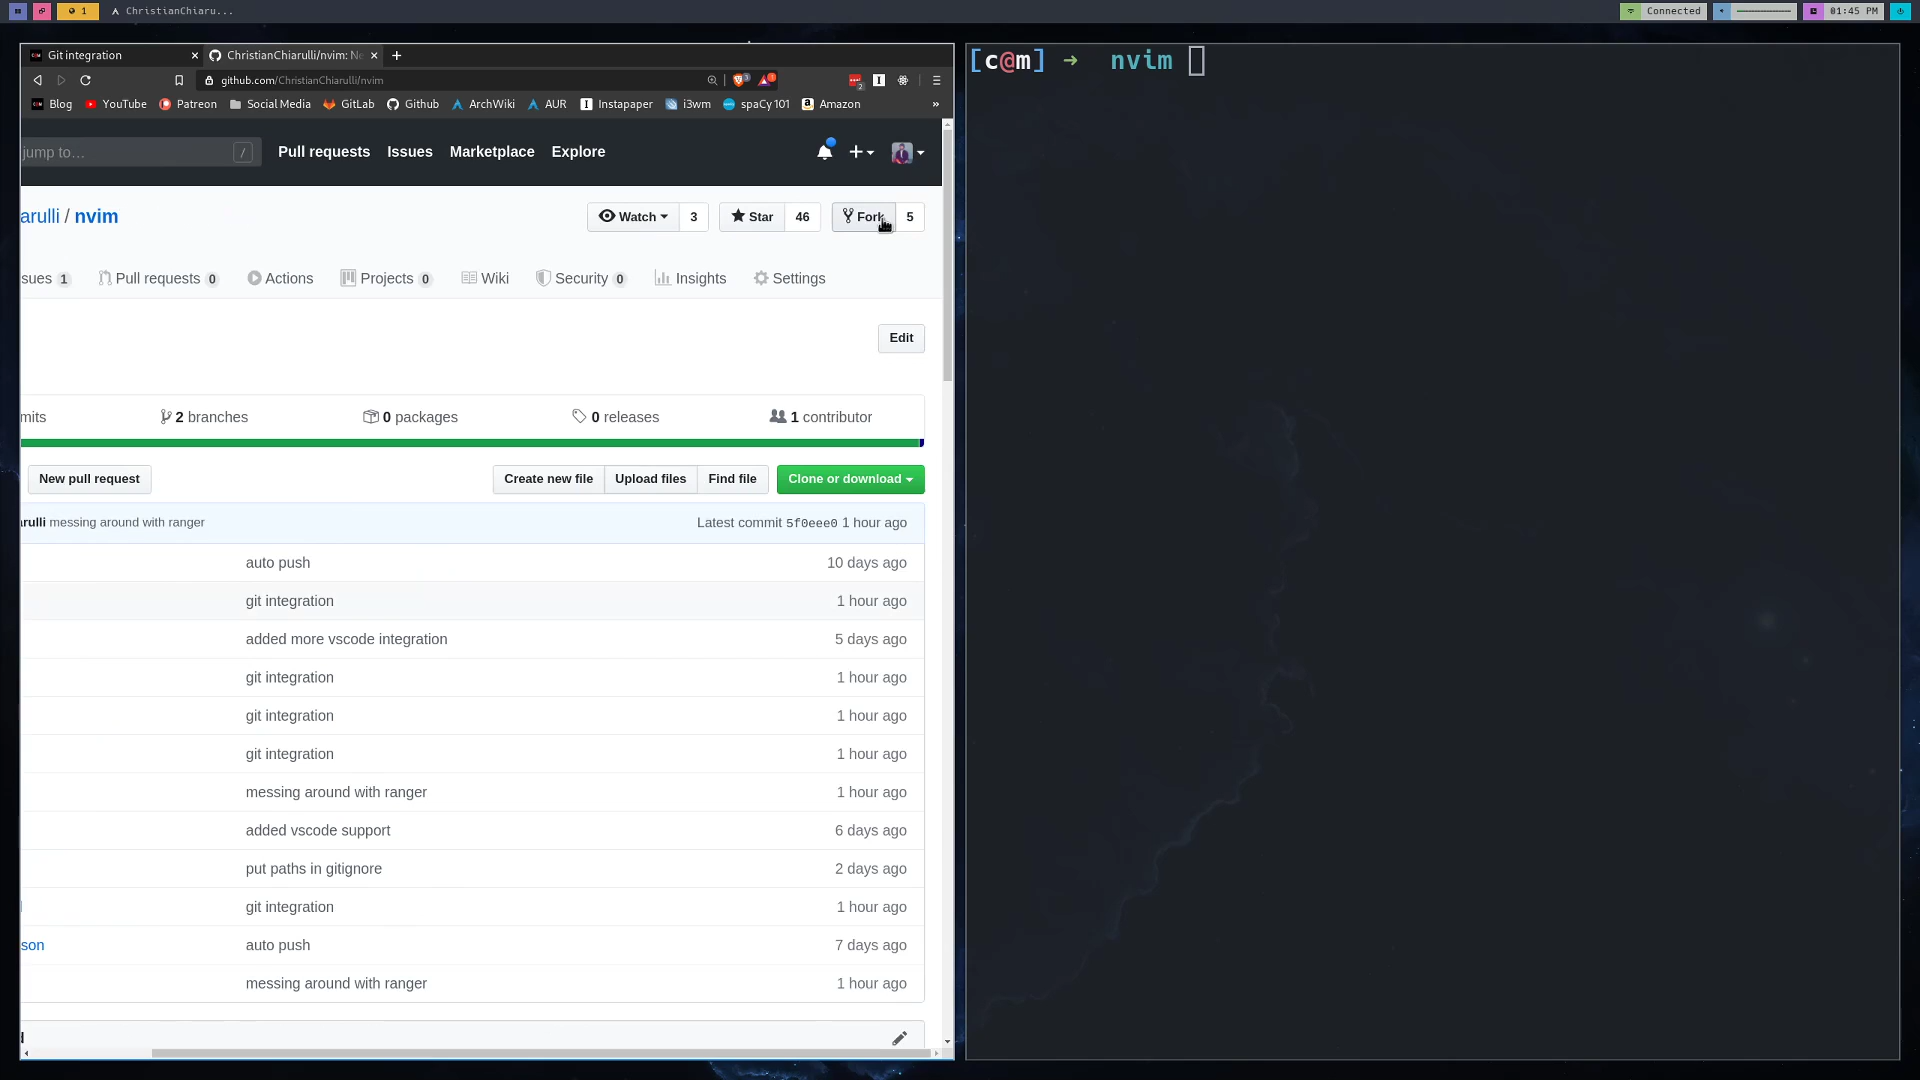 1 ChristianChiaru... Connected 01:45 PM
Git integration ChristianChiarulli/nvim: Ne
github.com/ChristianChiarulli/nvim
Blog YouTube Patreon Social Media GitLab Github ArchWiki AUR Instapaper i3wm spaCy 101 Amazon »
[c@m] → nvim
jump to… / Pull requests Issues Marketplace Explore
arulli / nvim Watch 3 Star 46 Fork 5
sues 1 Pull requests 0 Actions Projects 0 Wiki Security 0 Insights Settings
Edit
mits 2 branches 0 packages 0 releases 1 contributor
New pull request Create new file Upload files Find file Clone or download
rulli messing around with ranger Latest commit 5f0eee0 1 hour ago
auto push 10 days ago
git integration 1 hour ago
added more vscode integration 5 days ago
git integration 1 hour ago
git integration 1 hour ago
git integration 1 hour ago
messing around with ranger 1 hour ago
added vscode support 6 days ago
put paths in gitignore 2 days ago
git integration 1 hour ago
son auto push 7 days ago
messing around with ranger 1 hour ago